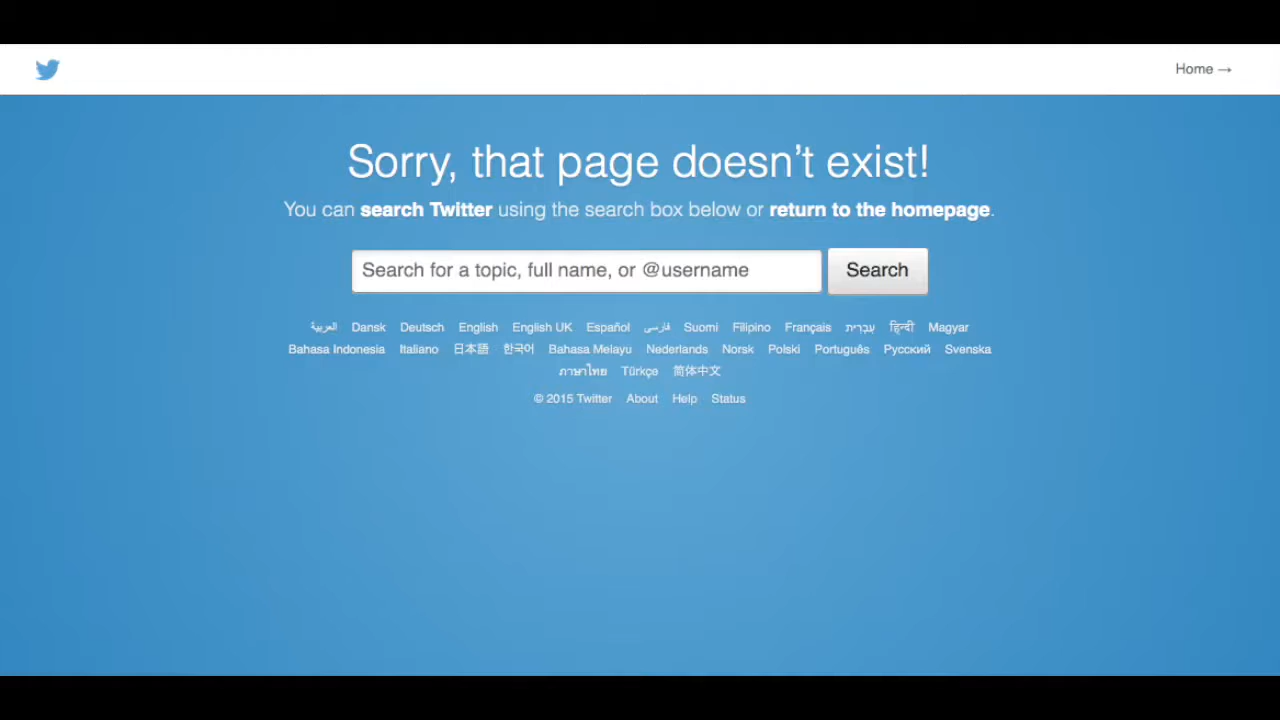 Home →
Sorry, that page doesn't exist!
You can search Twitter using the search box below or return to the homepage.
Search for a topic, full name, or @username Search
العربية Dansk Deutsch English English UK Español فارسی Suomi Filipino Français עִבְרִית हिन्दी Magyar
Bahasa Indonesia Italiano 日本語 한국어 Bahasa Melayu Nederlands Norsk Polski Português Русский Svenska
ภาษาไทย Türkçe 简体中文
© 2015 Twitter About Help Status